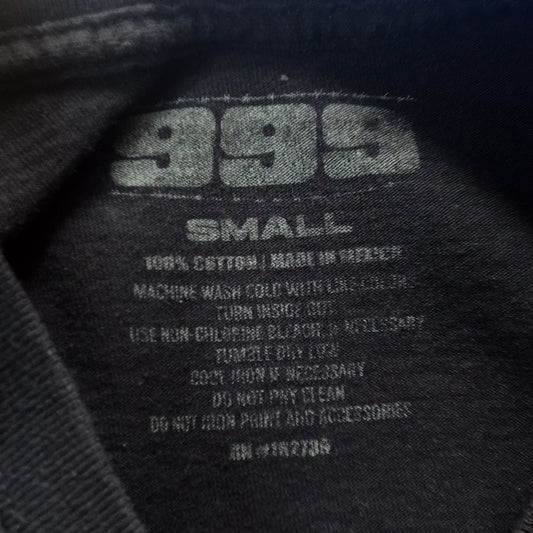 999
SMALL
100% COTTON | MADE IN MEXICO
MACHINE WASH COLD WITH LIKE COLORS
TURN INSIDE OUT
USE NON-CHLORINE BLEACH, IF NECESSARY
TUMBLE DRY LOW
COOL IRON IF NECESSARY
DO NOT DRY CLEAN
DO NOT IRON PRINT AND ACCESSORIES
RN